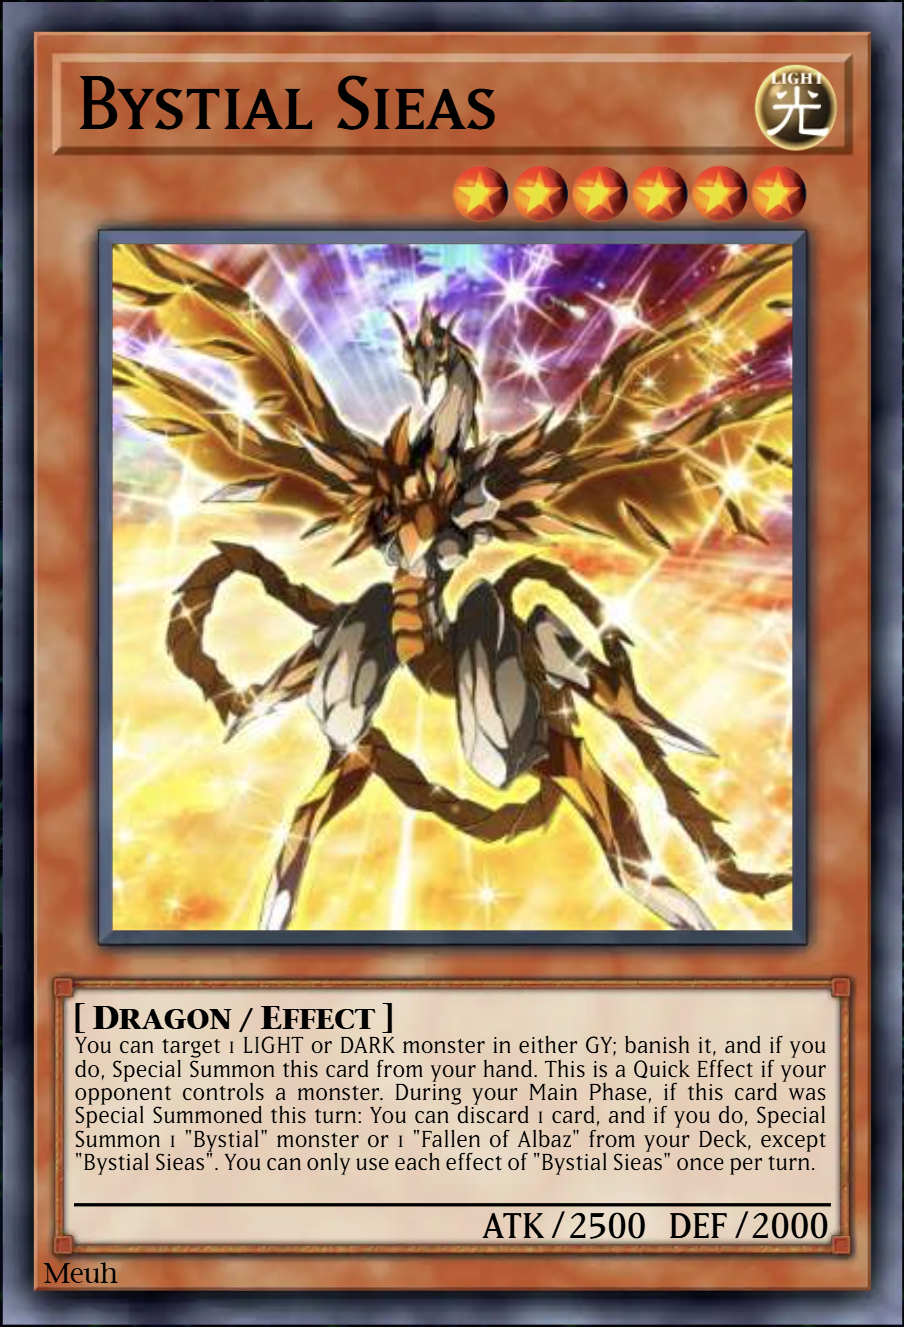 Bystial Sieas
LIGHT
光
[ Dragon / Effect ]
You can target 1 LIGHT or DARK monster in either GY; banish it, and if you
do, Special Summon this card from your hand. This is a Quick Effect if your
opponent controls a monster. During your Main Phase, if this card was
Special Summoned this turn: You can discard 1 card, and if you do, Special
Summon 1 "Bystial" monster or 1 "Fallen of Albaz" from your Deck, except
"Bystial Sieas". You can only use each effect of "Bystial Sieas" once per turn.
ATK / 2500 DEF / 2000
Meuh